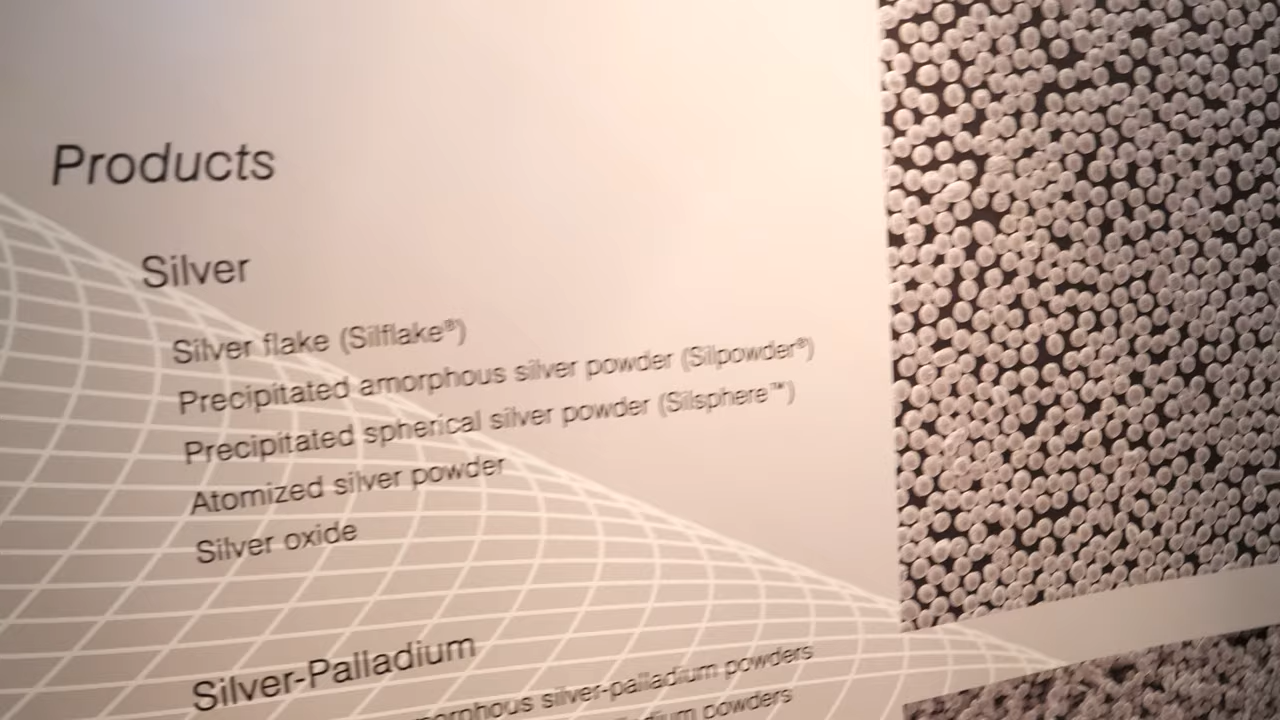 Products
Silver
Silver flake (Silflake®)
Precipitated amorphous silver powder (Silpowder®)
Precipitated spherical silver powder (Silsphere™)
Atomized silver powder
Silver oxide
Silver-Palladium
silver-palladium powders
powders